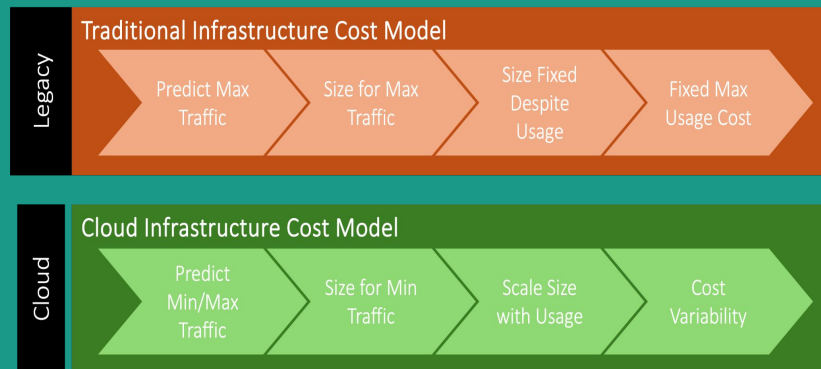 Legacy
Traditional Infrastructure Cost Model
Predict Max
Traffic
Size for Max
Traffic
Size Fixed
Despite
Usage
Fixed Max
Usage Cost
Cloud
Cloud Infrastructure Cost Model
Predict
Min/Max
Traffic
Size for Min
Traffic
Scale Size
with Usage
Cost
Variability